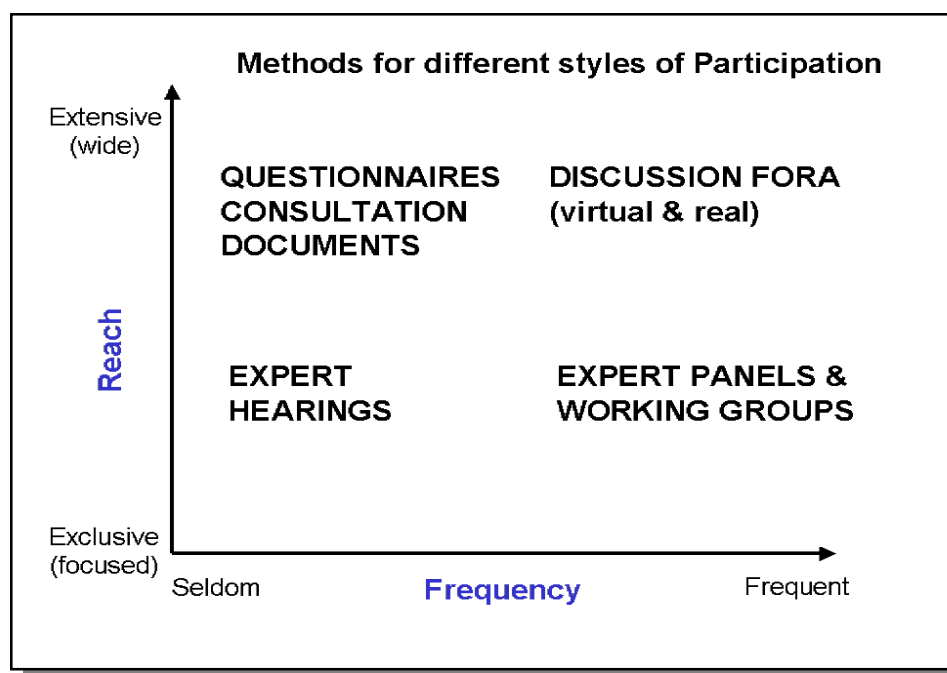 Methods for different styles of Participation
Extensive
(wide)
QUESTIONNAIRES
CONSULTATION
DOCUMENTS
DISCUSSION FORA
(virtual & real)
Reach
EXPERT
HEARINGS
EXPERT PANELS &
WORKING GROUPS
Exclusive
(focused)
Seldom
Frequency
Frequent